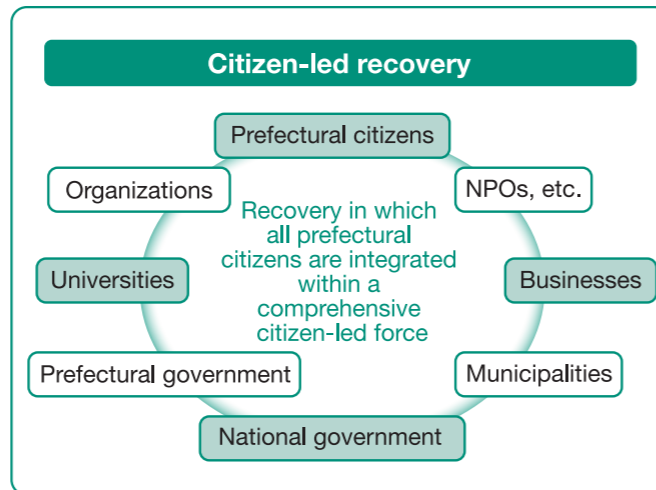 Citizen-led recovery
Prefectural citizens
Organizations
NPOs, etc.
Recovery in which
all prefectural
citizens are integrated
within a
comprehensive
citizen-led force
Universities
Businesses
Prefectural government
Municipalities
National government